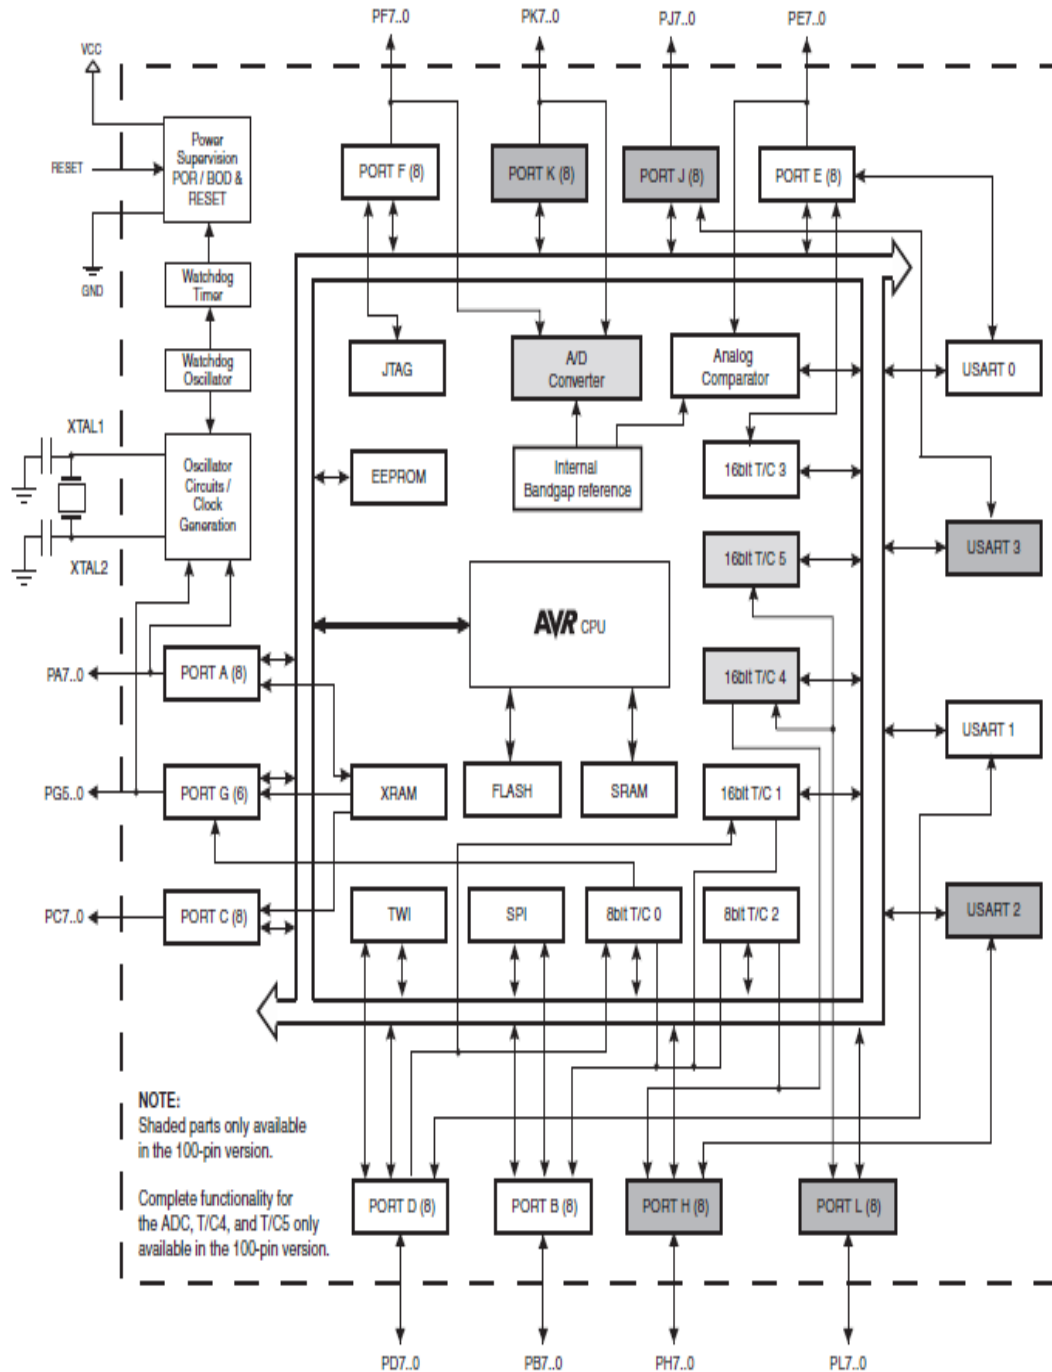 PF7..0
PK7..0
PJ7..0
PE7..0
VCC
RESET
GND
Power
Supervision
POR / BOD &
RESET
PORT F (8)
PORT K (8)
PORT J (8)
PORT E (8)
Watchdog
Timer
Watchdog
Oscillator
JTAG
A/D
Converter
Analog
Comparator
USART 0
XTAL1
XTAL2
Oscillator
Circuits /
Clock
Generation
EEPROM
Internal
Bandgap reference
16bit T/C 3
16bit T/C 5
USART 3
AVR CPU
PA7..0
PORT A (8)
16bit T/C 4
USART 1
PG5..0
PORT G (6)
XRAM
FLASH
SRAM
16bit T/C 1
PC7..0
PORT C (8)
TWI
SPI
8bit T/C 0
8bit T/C 2
USART 2
NOTE:
Shaded parts only available
in the 100-pin version.
Complete functionality for
the ADC, T/C4, and T/C5 only
available in the 100-pin version.
PORT D (8)
PORT B (8)
PORT H (8)
PORT L (8)
PD7..0
PB7..0
PH7..0
PL7..0